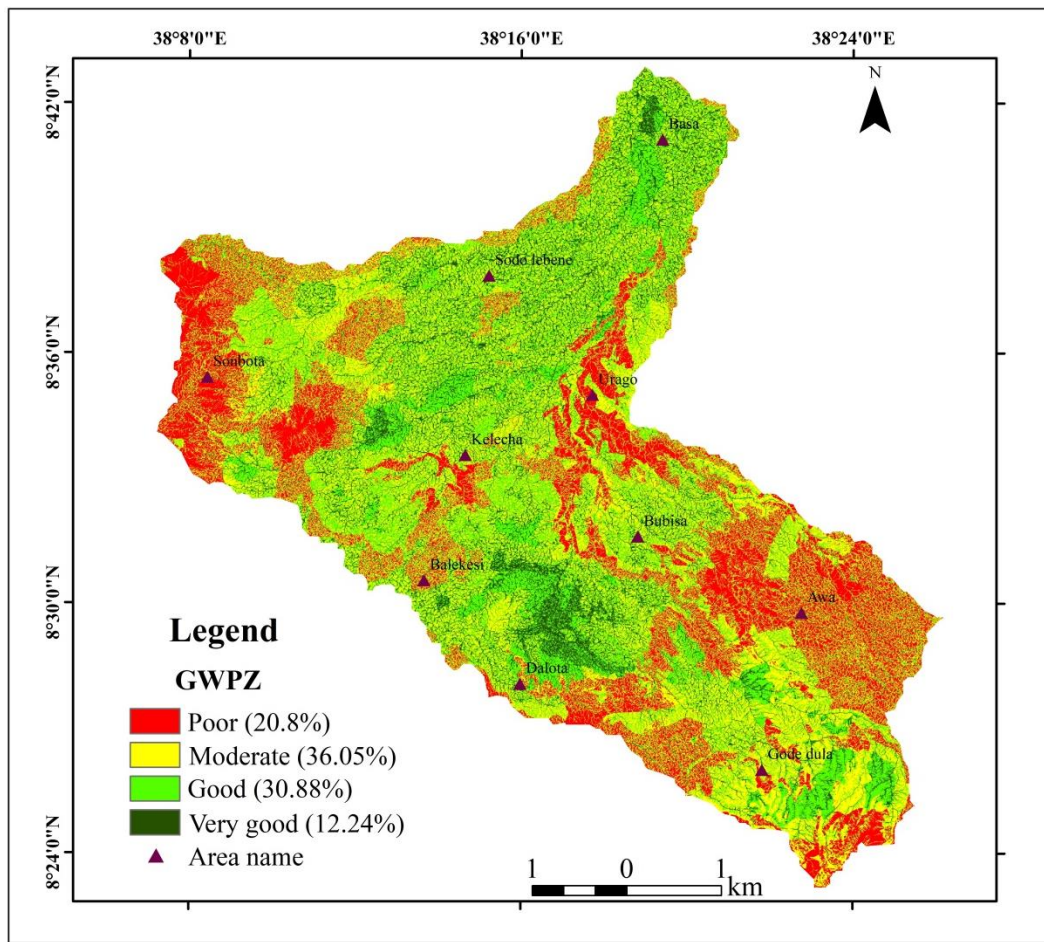 38°8'0"E 38°16'0"E 38°24'0"E
8°42'0"N
8°36'0"N
8°30'0"N
8°24'0"N
N
Basa
Sodo lebene
Sonbota
Urago
Kelecha
Bubisa
Balekesi
Awa
Dalota
Gode dula
Legend
GWPZ
Poor (20.8%)
Moderate (36.05%)
Good (30.88%)
Very good (12.24%)
Area name
1 0 1
km